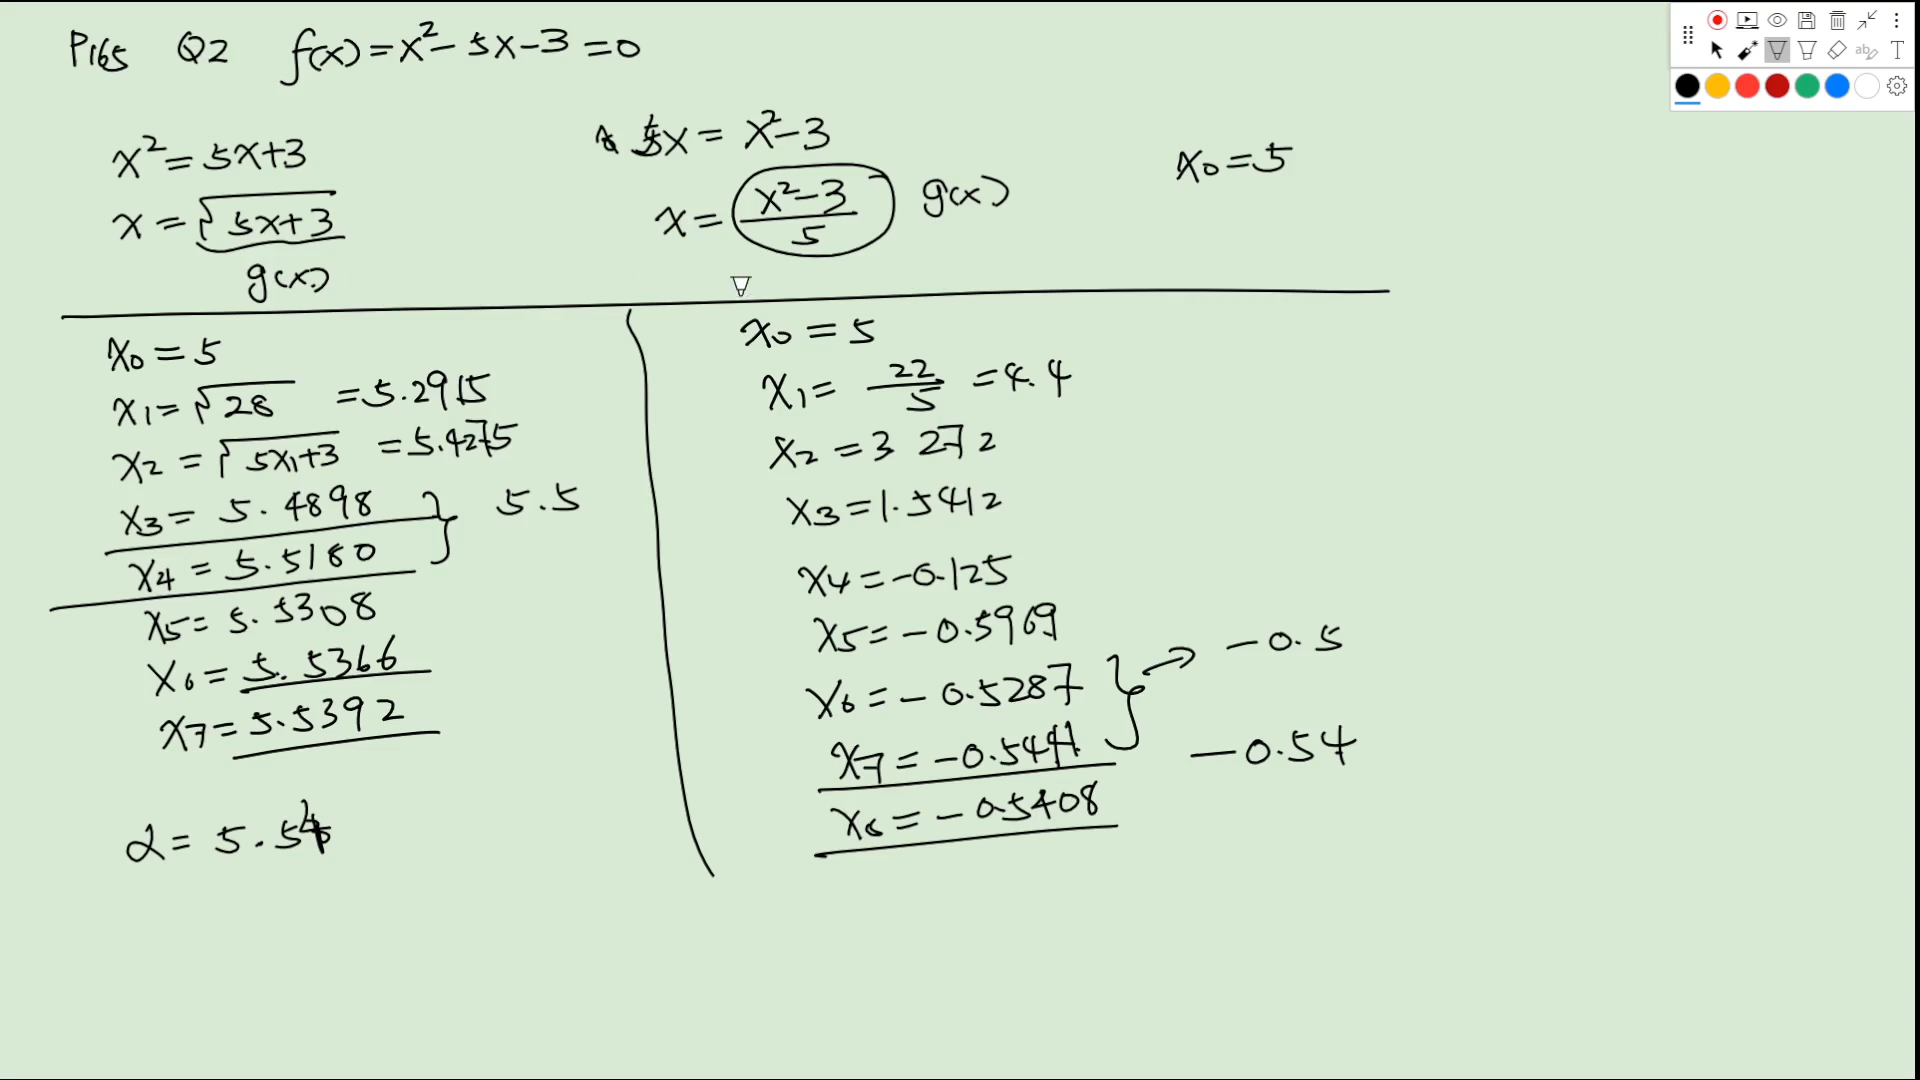 P165 Q2 f(x) = x² - 5x - 3 = 0
x² = 5x+3
x = √(5x+3)
g(x)
5x = x² - 3
x = (x² - 3)/5 g(x)
x₀ = 5
x₀ = 5
x₁ = √28 = 5.2915
x₂ = √(5x₁+3) = 5.4275
x₃ = 5.4898
x₄ = 5.5180
5.5
x₅ = 5.5308
x₆ = 5.5366
x₇ = 5.5392
α = 5.54
x₀ = 5
x₁ = 22/5 = 4.4
x₂ = 3 272
x₃ = 1.5412
x₄ = -0.125
x₅ = -0.5969
x₆ = -0.5287
→ -0.5
x₇ = -0.5441
-0.54
x₆ = -0.5408
T